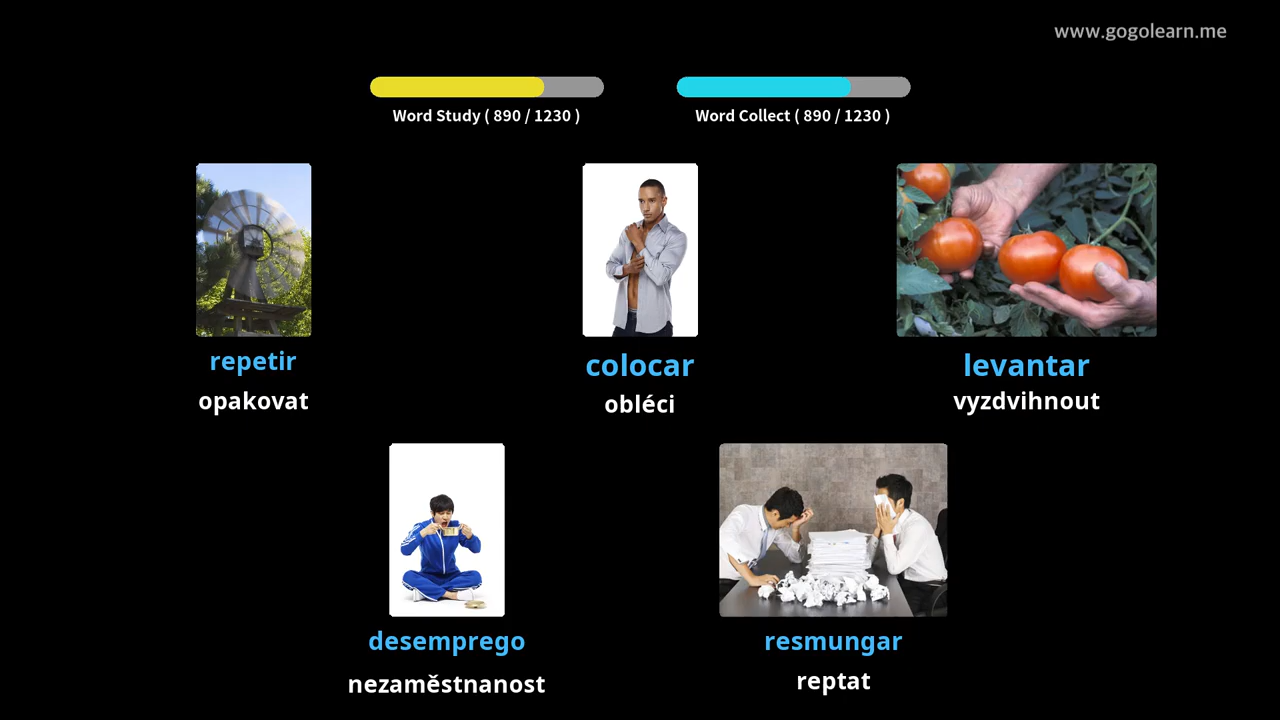 www.gogolearn.me
Word Study ( 890 / 1230 )
Word Collect ( 890 / 1230 )
repetir
opakovat
colocar
obléci
levantar
vyzdvihnout
desemprego
nezaměstnanost
resmungar
reptat